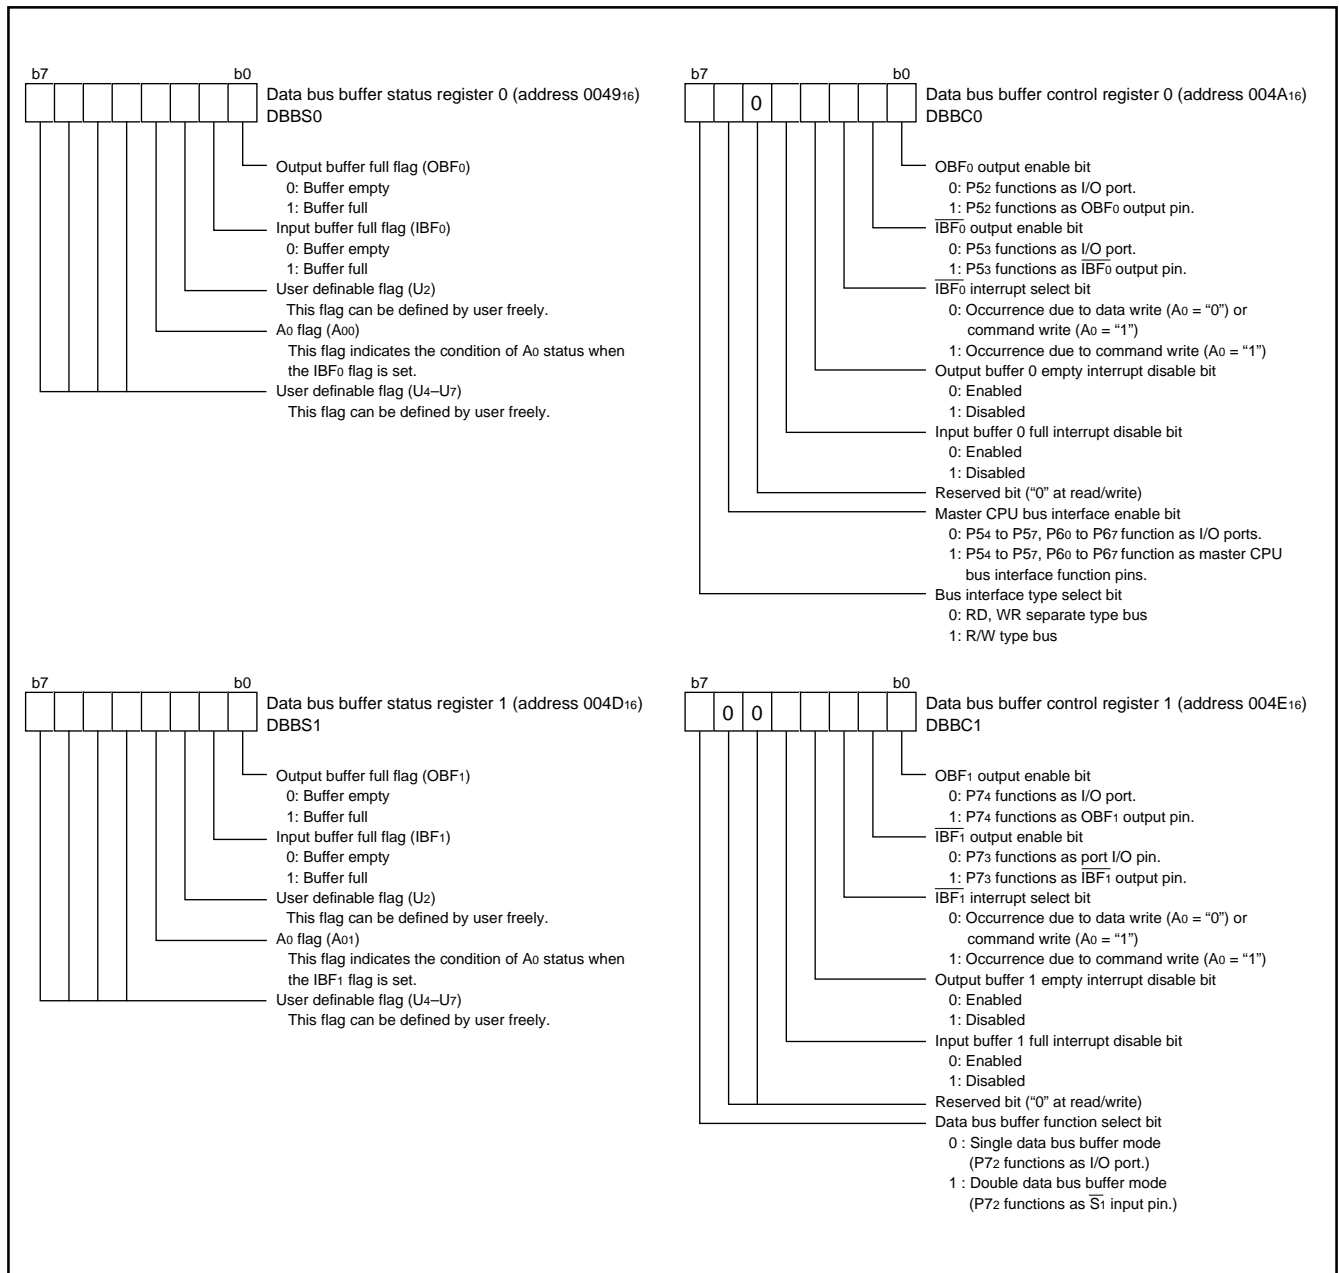 b7 b0
Data bus buffer status register 0 (address 004916)
DBBS0
Output buffer full flag (OBF0)
0: Buffer empty
1: Buffer full
Input buffer full flag (IBF0)
0: Buffer empty
1: Buffer full
User definable flag (U2)
This flag can be defined by user freely.
A0 flag (A00)
This flag indicates the condition of A0 status when
the IBF0 flag is set.
User definable flag (U4–U7)
This flag can be defined by user freely.
b7 b0
0
Data bus buffer control register 0 (address 004A16)
DBBC0
OBF0 output enable bit
0: P52 functions as I/O port.
1: P52 functions as OBF0 output pin.
IBF0 output enable bit
0: P53 functions as I/O port.
1: P53 functions as IBF0 output pin.
IBF0 interrupt select bit
0: Occurrence due to data write (A0 = “0”) or
command write (A0 = “1”)
1: Occurrence due to command write (A0 = “1”)
Output buffer 0 empty interrupt disable bit
0: Enabled
1: Disabled
Input buffer 0 full interrupt disable bit
0: Enabled
1: Disabled
Reserved bit (“0” at read/write)
Master CPU bus interface enable bit
0: P54 to P57, P60 to P67 function as I/O ports.
1: P54 to P57, P60 to P67 function as master CPU
bus interface function pins.
Bus interface type select bit
0: RD, WR separate type bus
1: R/W type bus
b7 b0
Data bus buffer status register 1 (address 004D16)
DBBS1
Output buffer full flag (OBF1)
0: Buffer empty
1: Buffer full
Input buffer full flag (IBF1)
0: Buffer empty
1: Buffer full
User definable flag (U2)
This flag can be defined by user freely.
A0 flag (A01)
This flag indicates the condition of A0 status when
the IBF1 flag is set.
User definable flag (U4–U7)
This flag can be defined by user freely.
b7 b0
0 0
Data bus buffer control register 1 (address 004E16)
DBBC1
OBF1 output enable bit
0: P74 functions as I/O port.
1: P74 functions as OBF1 output pin.
IBF1 output enable bit
0: P73 functions as port I/O pin.
1: P73 functions as IBF1 output pin.
IBF1 interrupt select bit
0: Occurrence due to data write (A0 = “0”) or
command write (A0 = “1”)
1: Occurrence due to command write (A0 = “1”)
Output buffer 1 empty interrupt disable bit
0: Enabled
1: Disabled
Input buffer 1 full interrupt disable bit
0: Enabled
1: Disabled
Reserved bit (“0” at read/write)
Data bus buffer function select bit
0 : Single data bus buffer mode
(P72 functions as I/O port.)
1 : Double data bus buffer mode
(P72 functions as S1 input pin.)